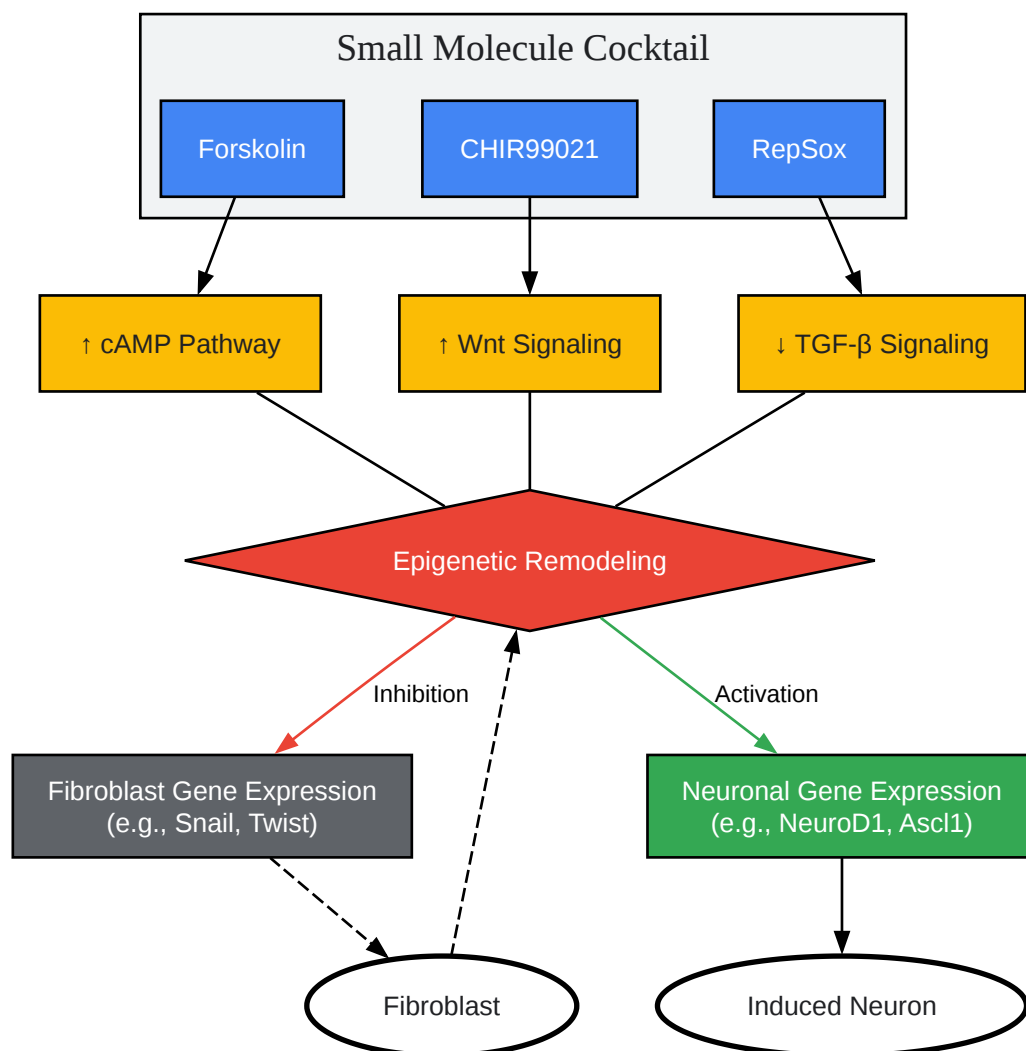 Small Molecule Cocktail
Forskolin
CHIR99021
RepSox
↑ cAMP Pathway
↑ Wnt Signaling
↓ TGF-β Signaling
Epigenetic Remodeling
Inhibition
Activation
Fibroblast Gene Expression
(e.g., Snail, Twist)
Neuronal Gene Expression
(e.g., NeuroD1, Ascl1)
Fibroblast
Induced Neuron